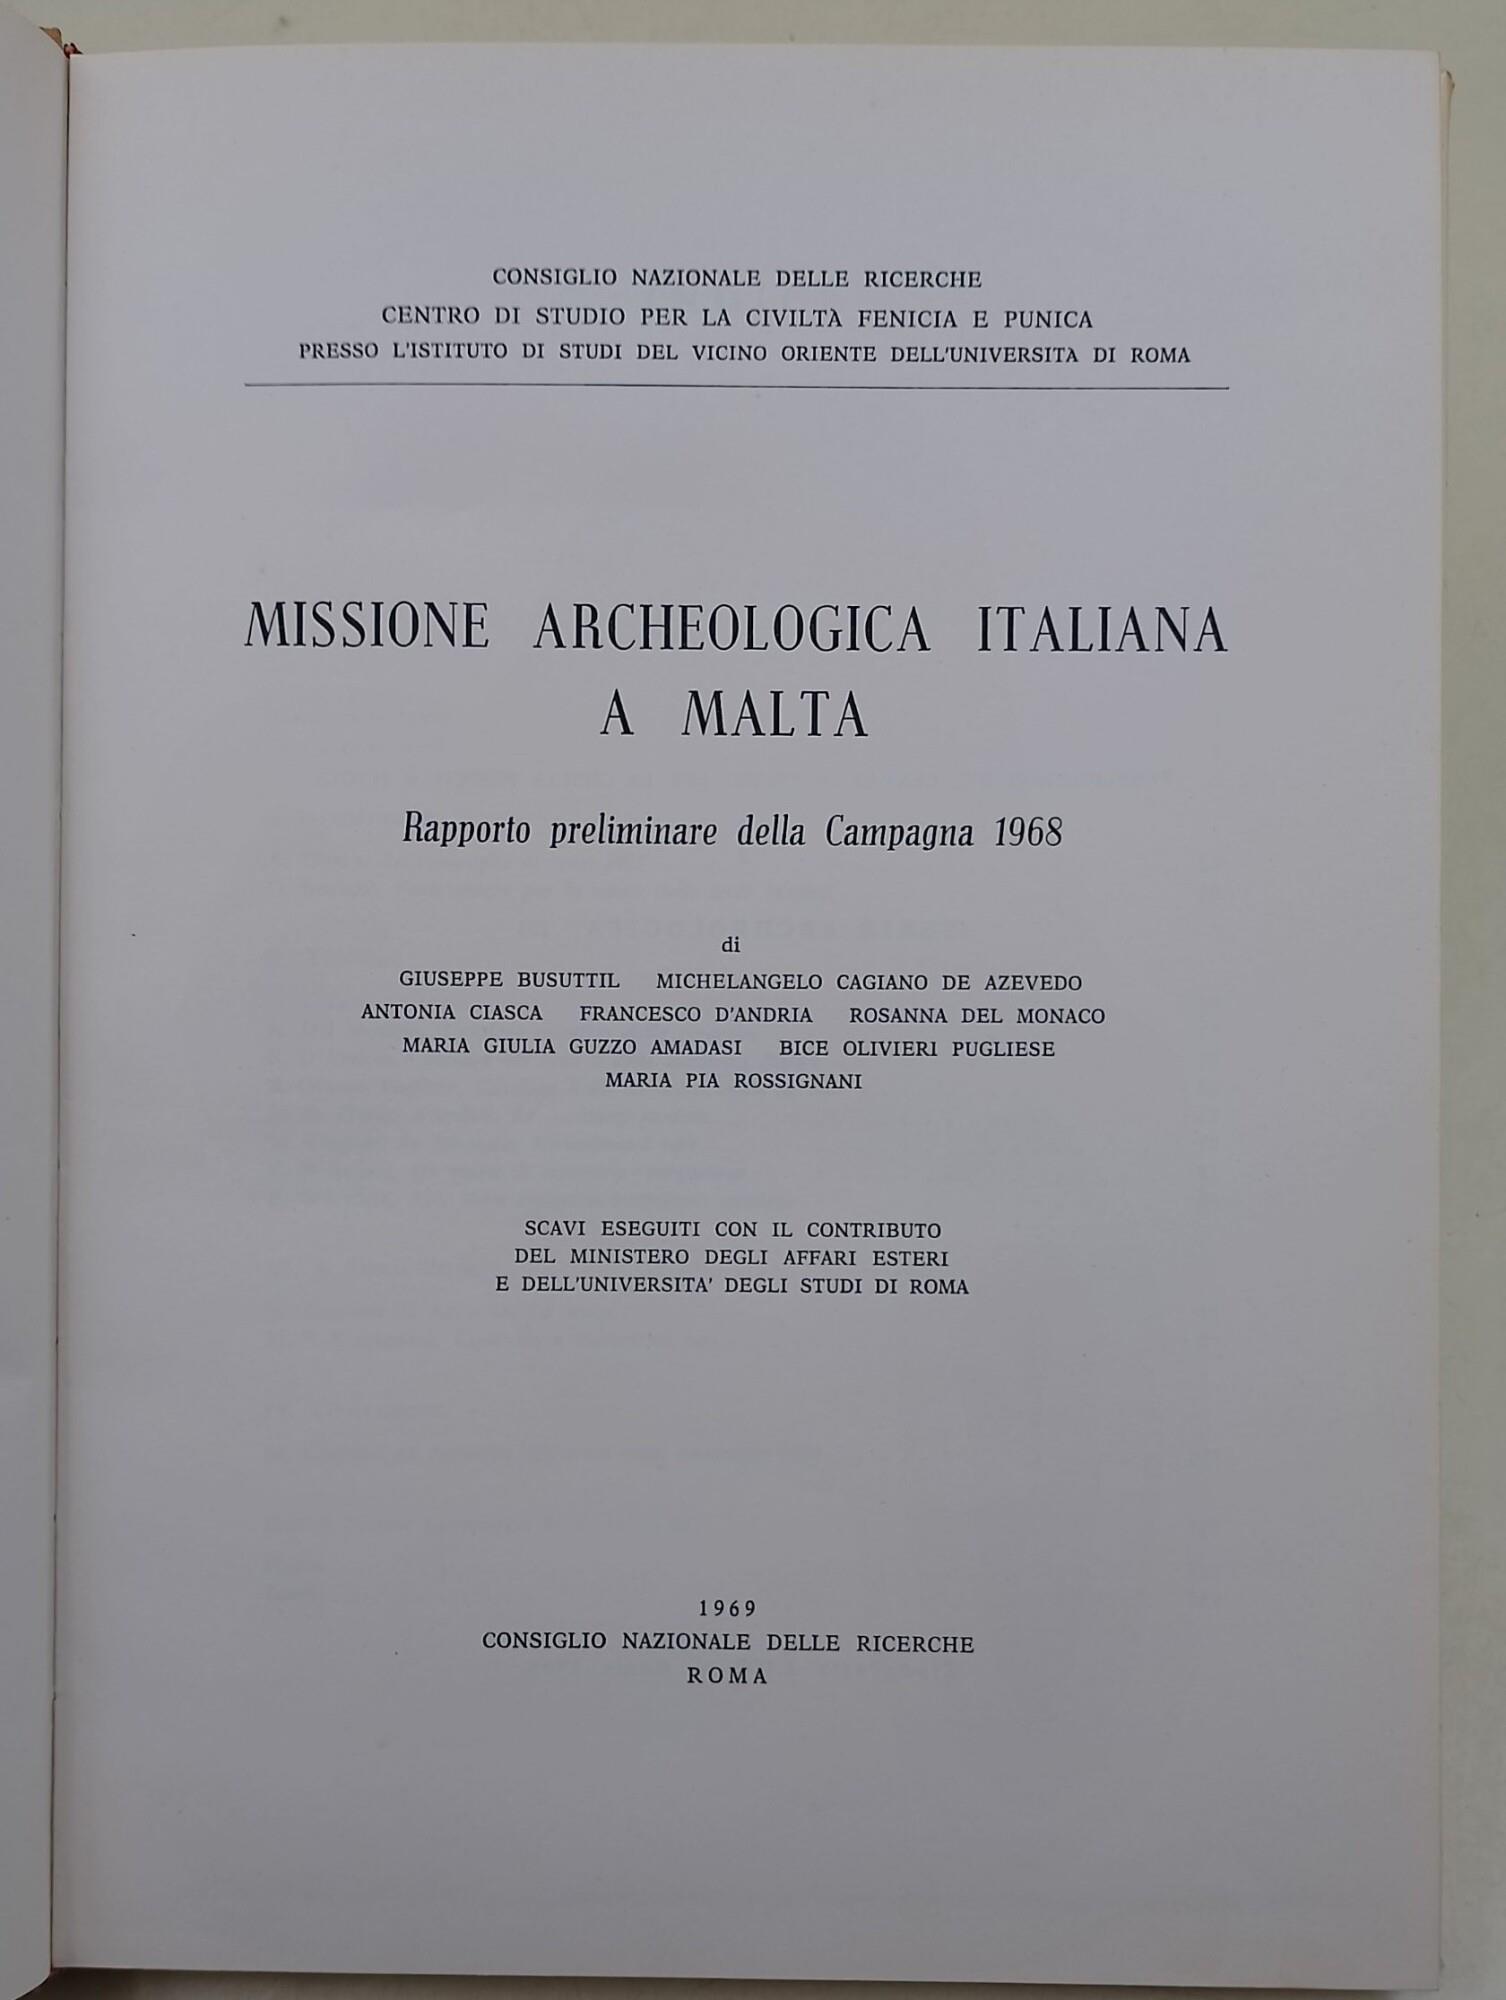 CONSIGLIO NAZIONALE DELLE RICERCHE
CENTRO DI STUDIO PER LA CIVILTÀ FENICIA E PUNICA
PRESSO L'ISTITUTO DI STUDI DEL VICINO ORIENTE DELL'UNIVERSITÀ DI ROMA
MISSIONE ARCHEOLOGICA ITALIANA
A MALTA
Rapporto preliminare della Campagna 1968
di
GIUSEPPE BUSUTTIL MICHELANGELO CAGIANO DE AZEVEDO
ANTONIA CIASCA FRANCESCO D'ANDRIA ROSANNA DEL MONACO
MARIA GIULIA GUZZO AMADASI BICE OLIVIERI PUGLIESE
MARIA PIA ROSSIGNANI
SCAVI ESEGUITI CON IL CONTRIBUTO
DEL MINISTERO DEGLI AFFARI ESTERI
E DELL'UNIVERSITA' DEGLI STUDI DI ROMA
1969
CONSIGLIO NAZIONALE DELLE RICERCHE
ROMA